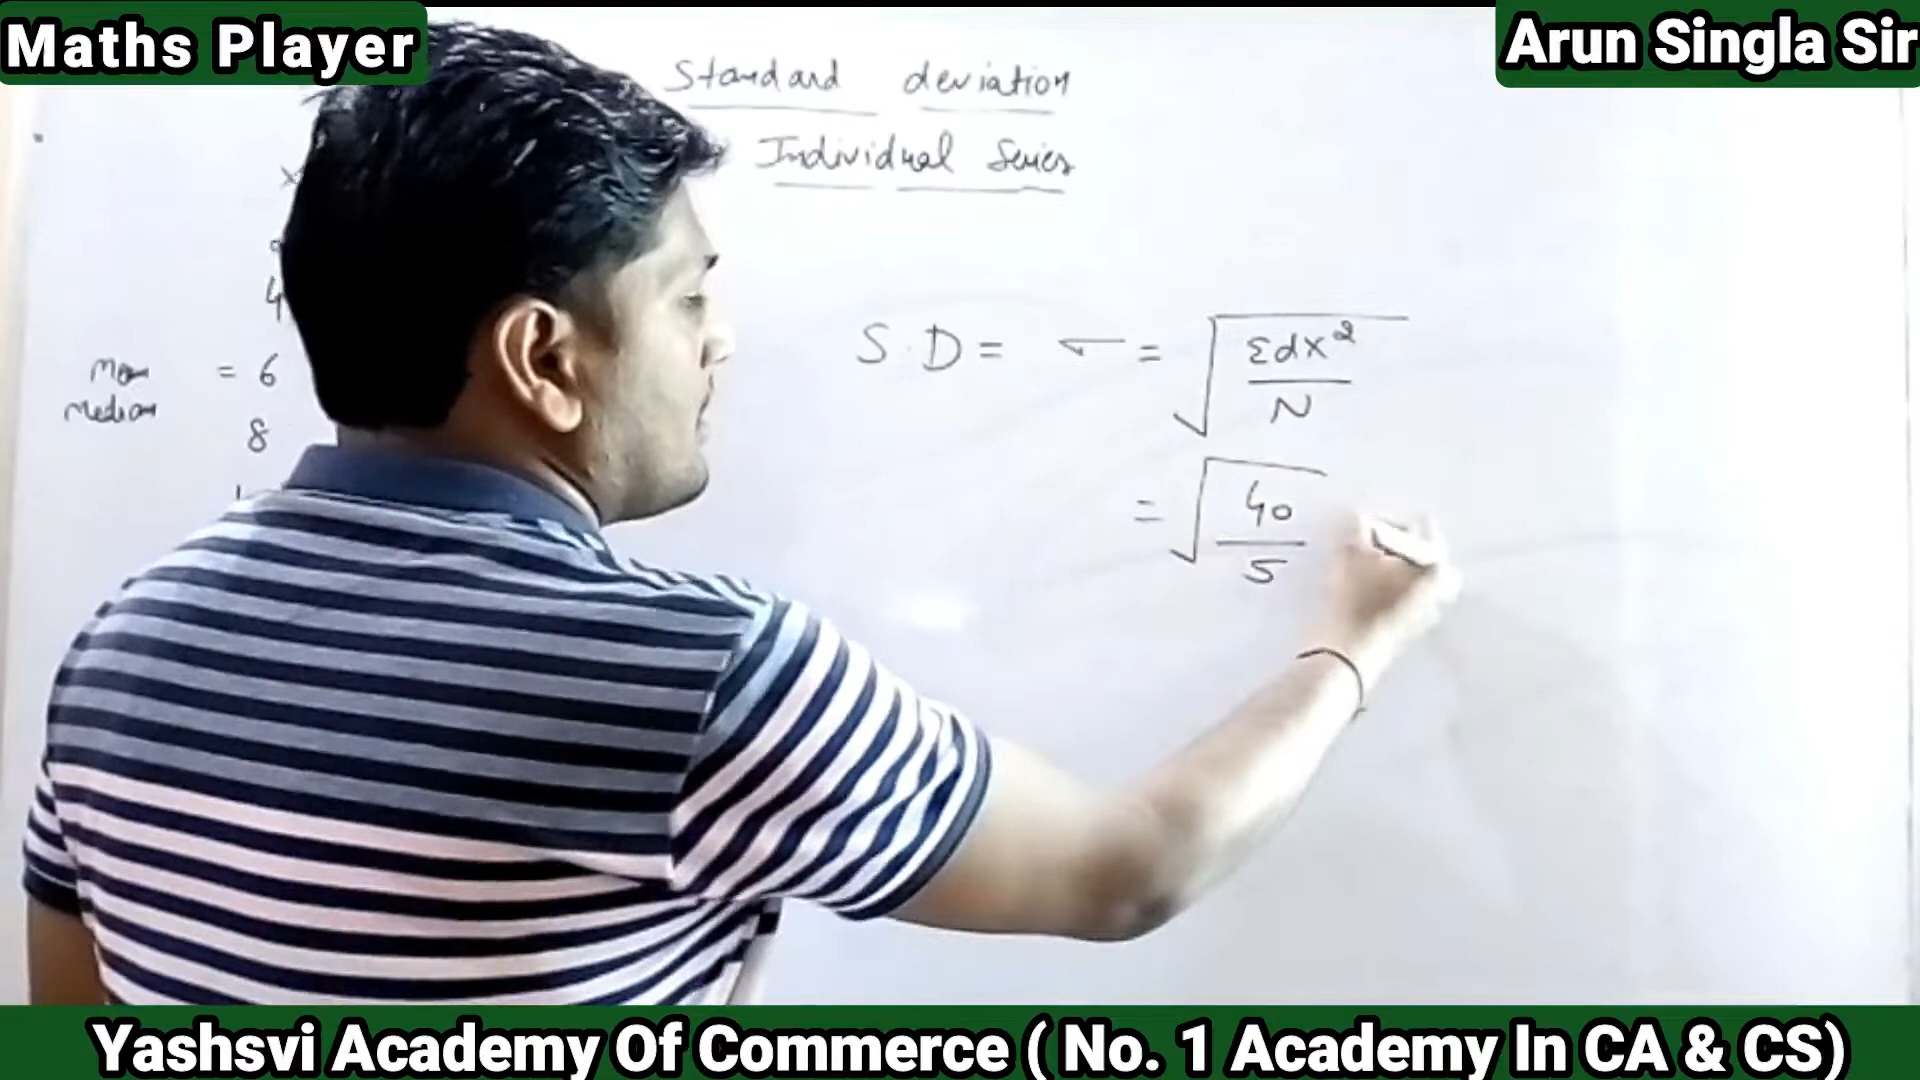 Maths Player
Arun Singla Sir
Standard deviation
Individual Series
x
4
= 6
Median
8
S.D = σ = √ Σdx² / N
= √ 40 / 5
Yashsvi Academy Of Commerce ( No. 1 Academy In CA & CS)